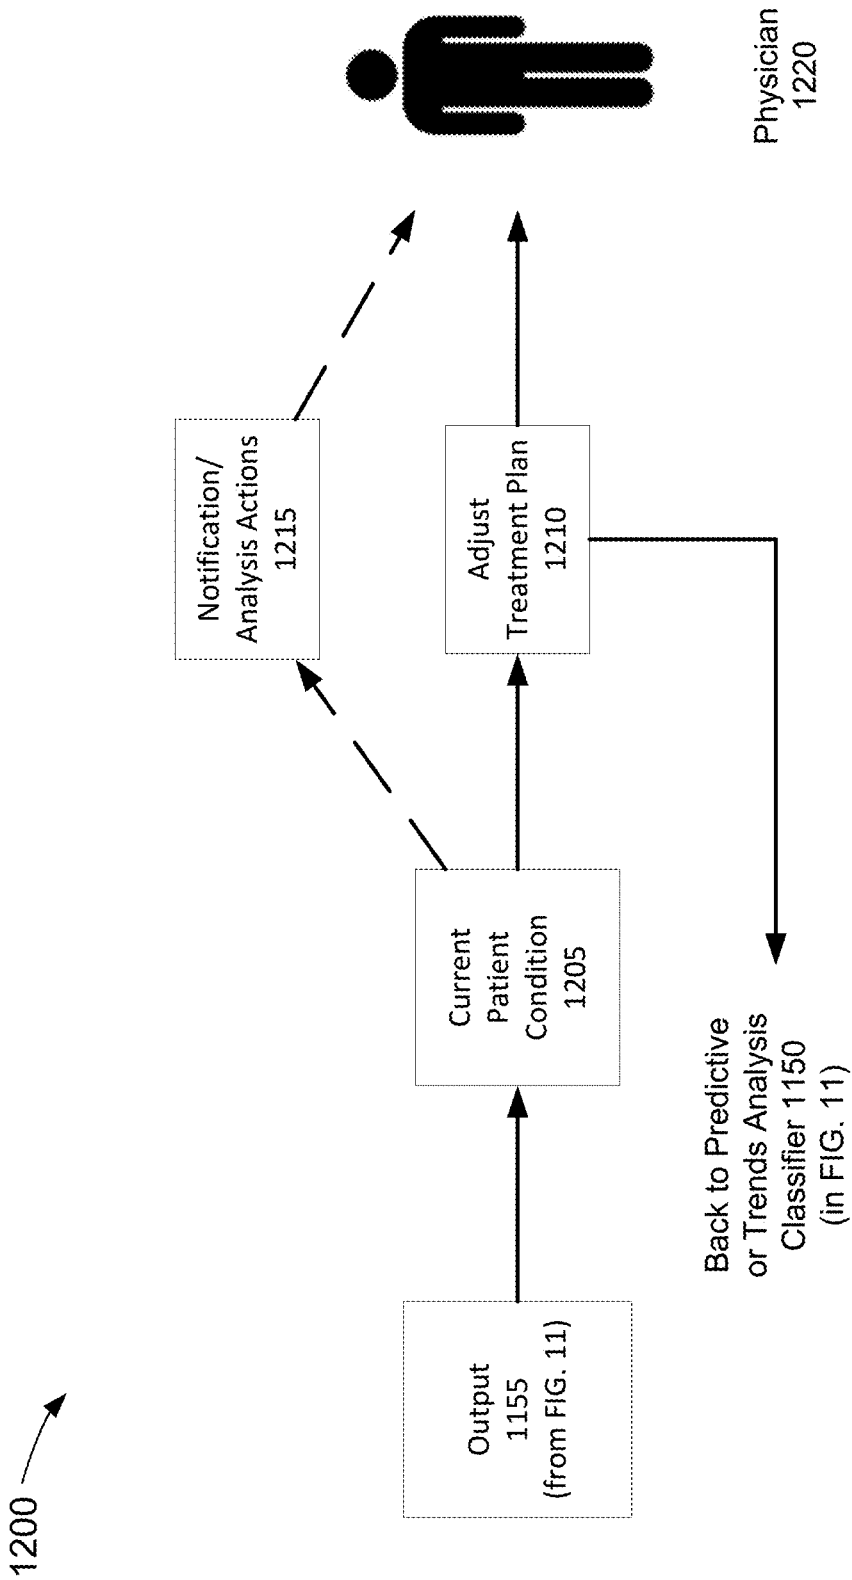 1200
Output
1155
(from FIG. 11)
Current
Patient
Condition
1205
Notification/
Analysis Actions
1215
Adjust
Treatment Plan
1210
Back to Predictive
or Trends Analysis
Classifier 1150
(in FIG. 11)
Physician
1220